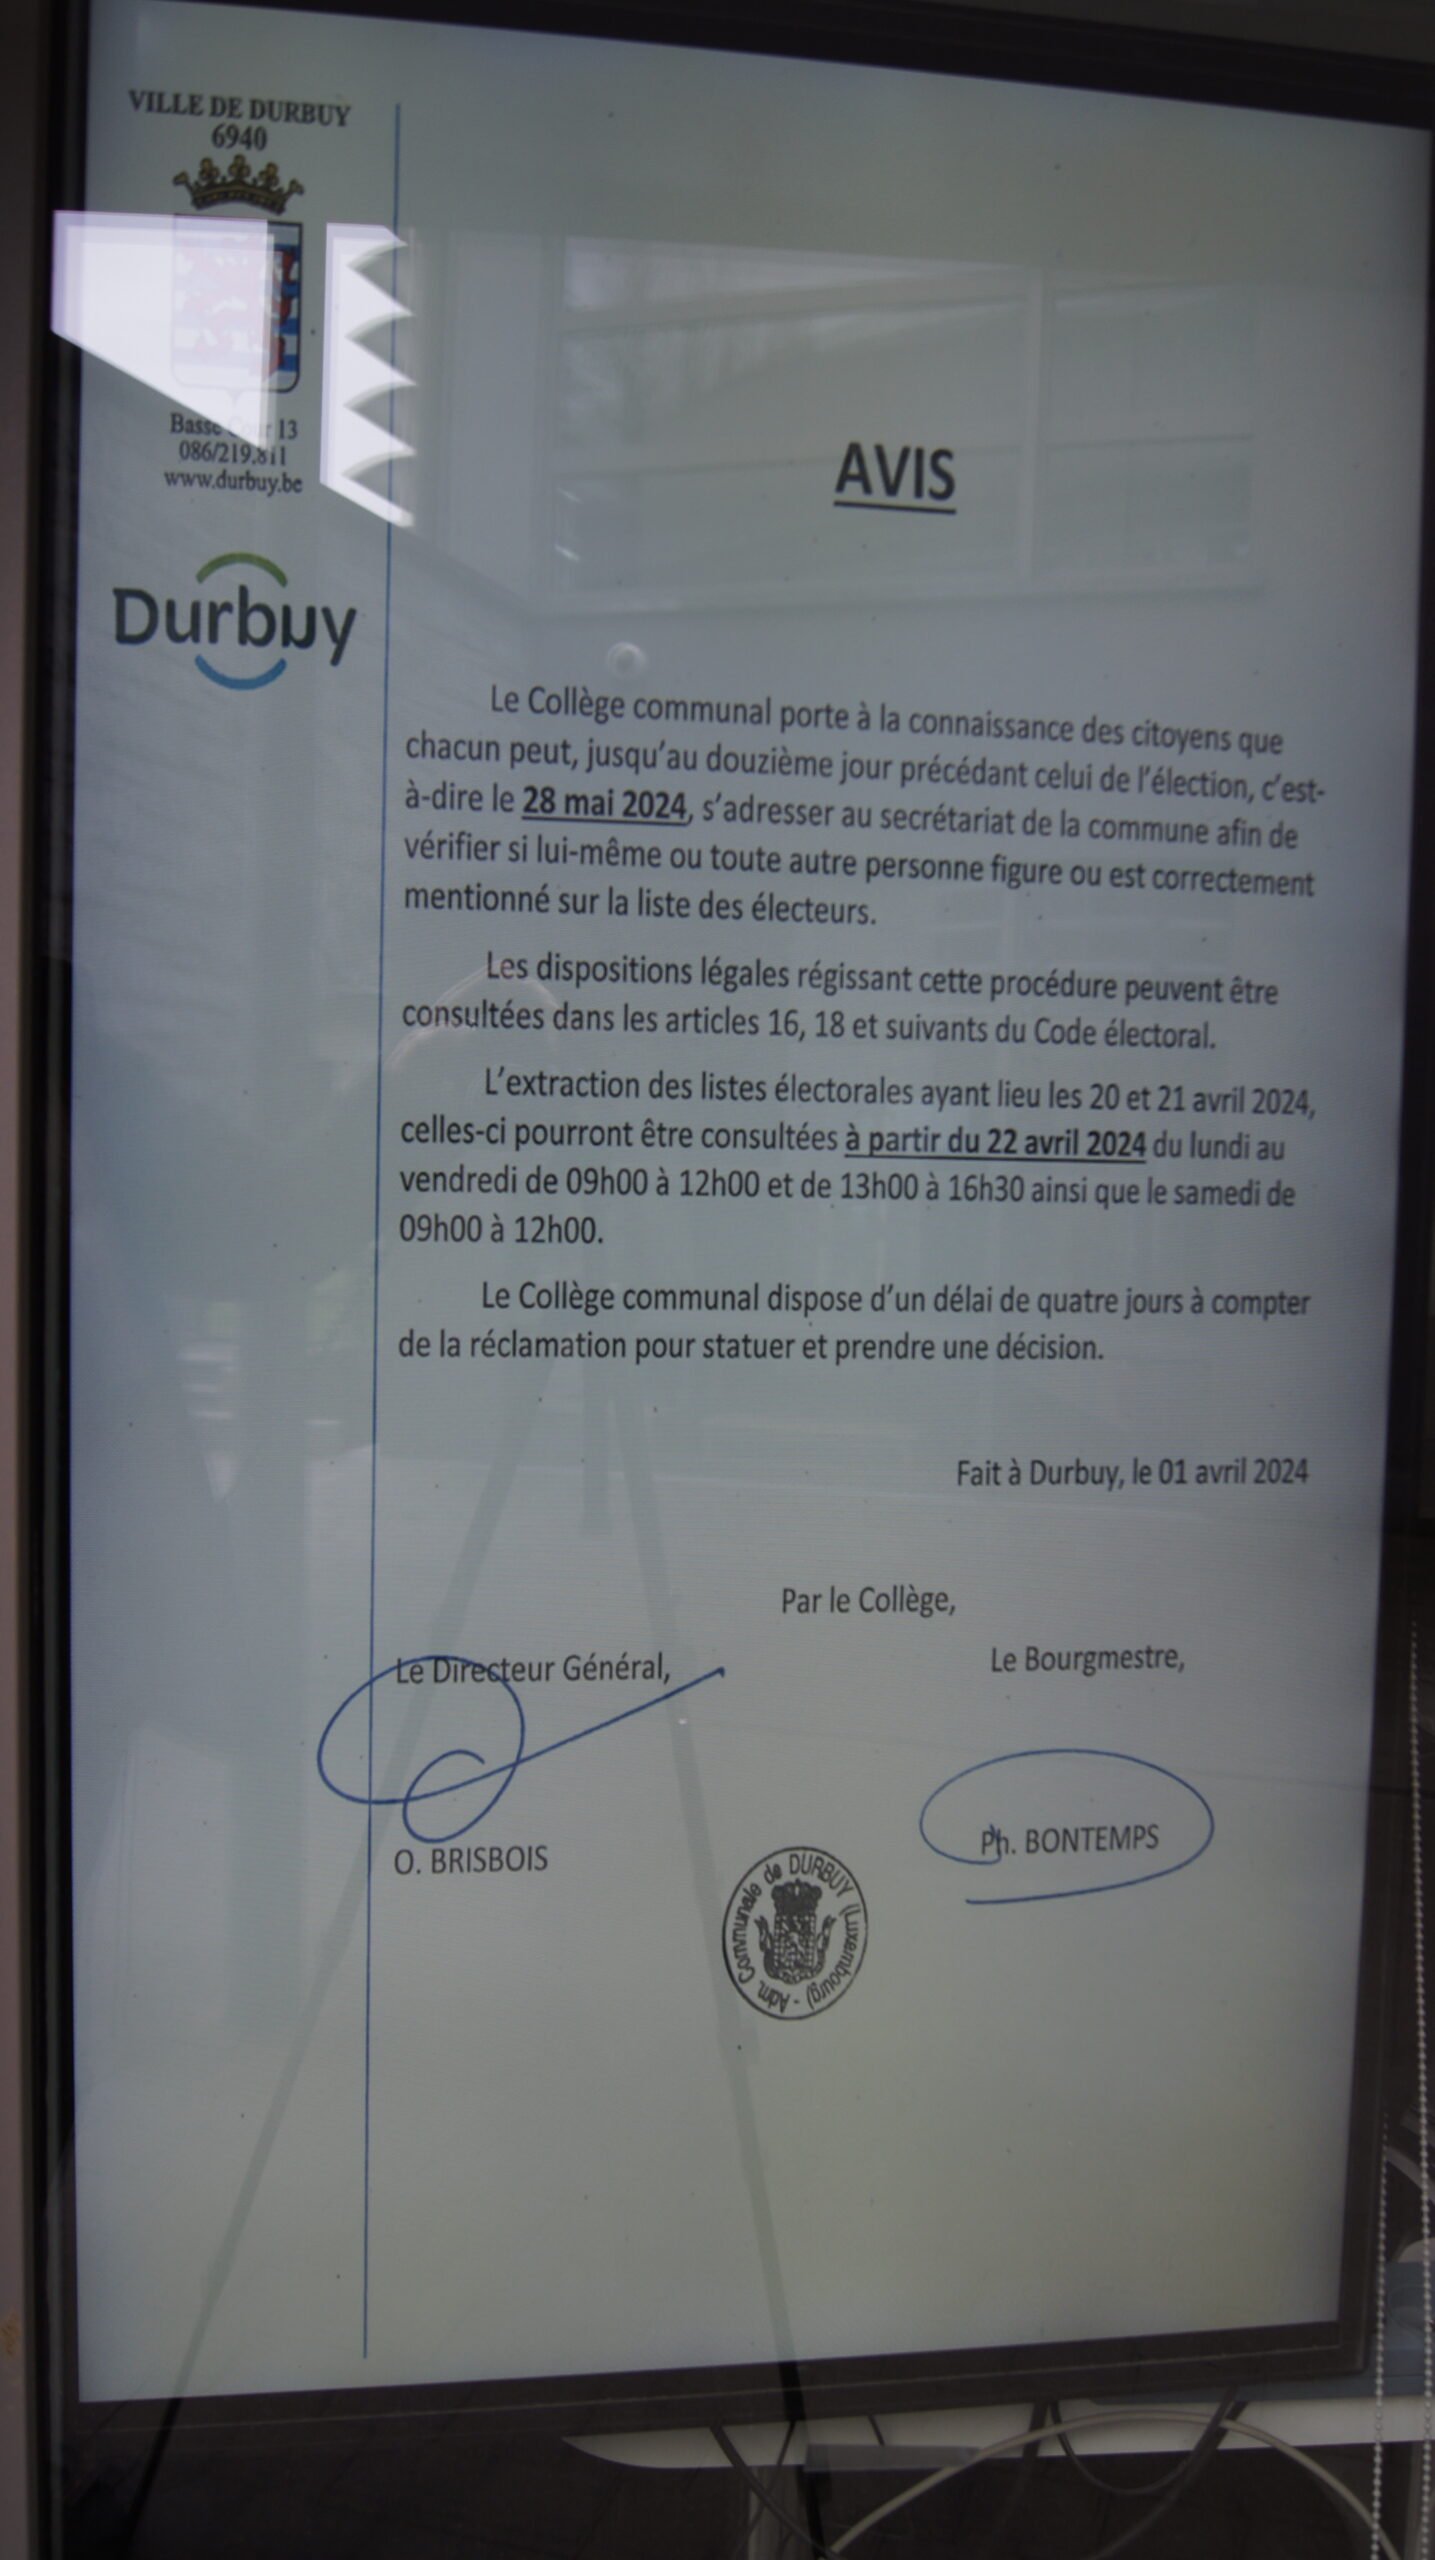 VILLE DE DURBUY
6940
Basse Cour 13
086/219.811
www.durbuy.be
Durbuy
AVIS
Le Collège communal porte à la connaissance des citoyens que
chacun peut, jusqu’au douzième jour précédant celui de l’élection, c’est-
à-dire le 28 mai 2024, s’adresser au secrétariat de la commune afin de
vérifier si lui-même ou toute autre personne figure ou est correctement
mentionné sur la liste des électeurs.
Les dispositions légales régissant cette procédure peuvent être
consultées dans les articles 16, 18 et suivants du Code électoral.
L’extraction des listes électorales ayant lieu les 20 et 21 avril 2024,
celles-ci pourront être consultées à partir du 22 avril 2024 du lundi au
vendredi de 09h00 à 12h00 et de 13h00 à 16h30 ainsi que le samedi de
09h00 à 12h00.
Le Collège communal dispose d’un délai de quatre jours à compter
de la réclamation pour statuer et prendre une décision.
Fait à Durbuy, le 01 avril 2024
Par le Collège,
Le Directeur Général,
Le Bourgmestre,
O. BRISBOIS
Ph. BONTEMPS
Adm. Communale de DURBUY (Luxembourg) -